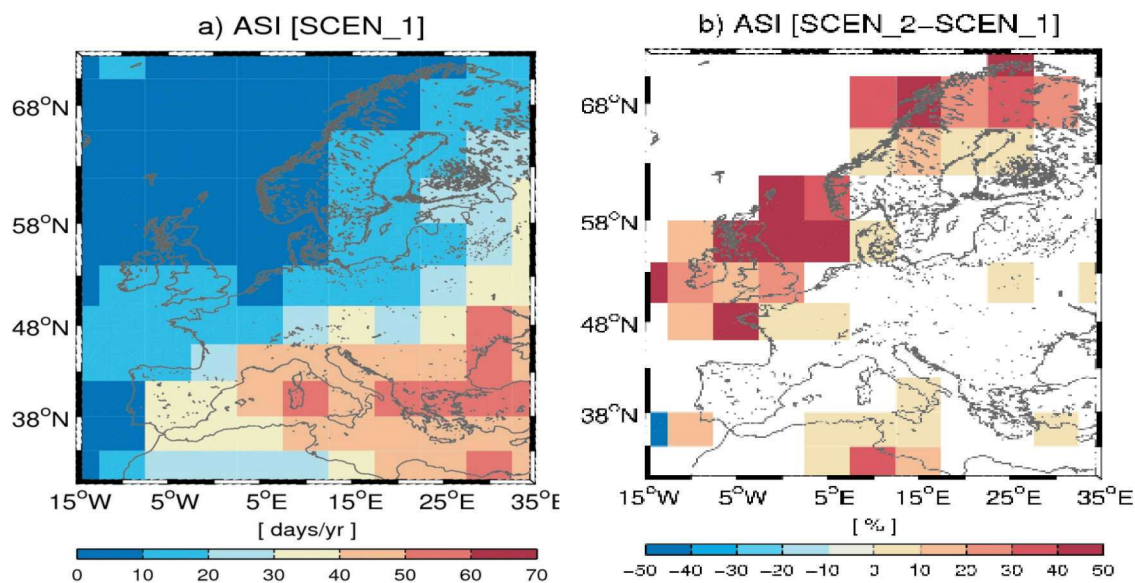 a) ASI [SCEN_1]
b) ASI [SCEN_2–SCEN_1]
68°N
58°N
48°N
38°N
15°W
5°W
5°E
15°E
25°E
35°E
[ days/yr ]
0 10 20 30 40 50 60 70
68°N
58°N
48°N
38°N
15°W
5°W
5°E
15°E
25°E
35°E
[ % ]
−50 −40 −30 −20 −10 0 10 20 30 40 50